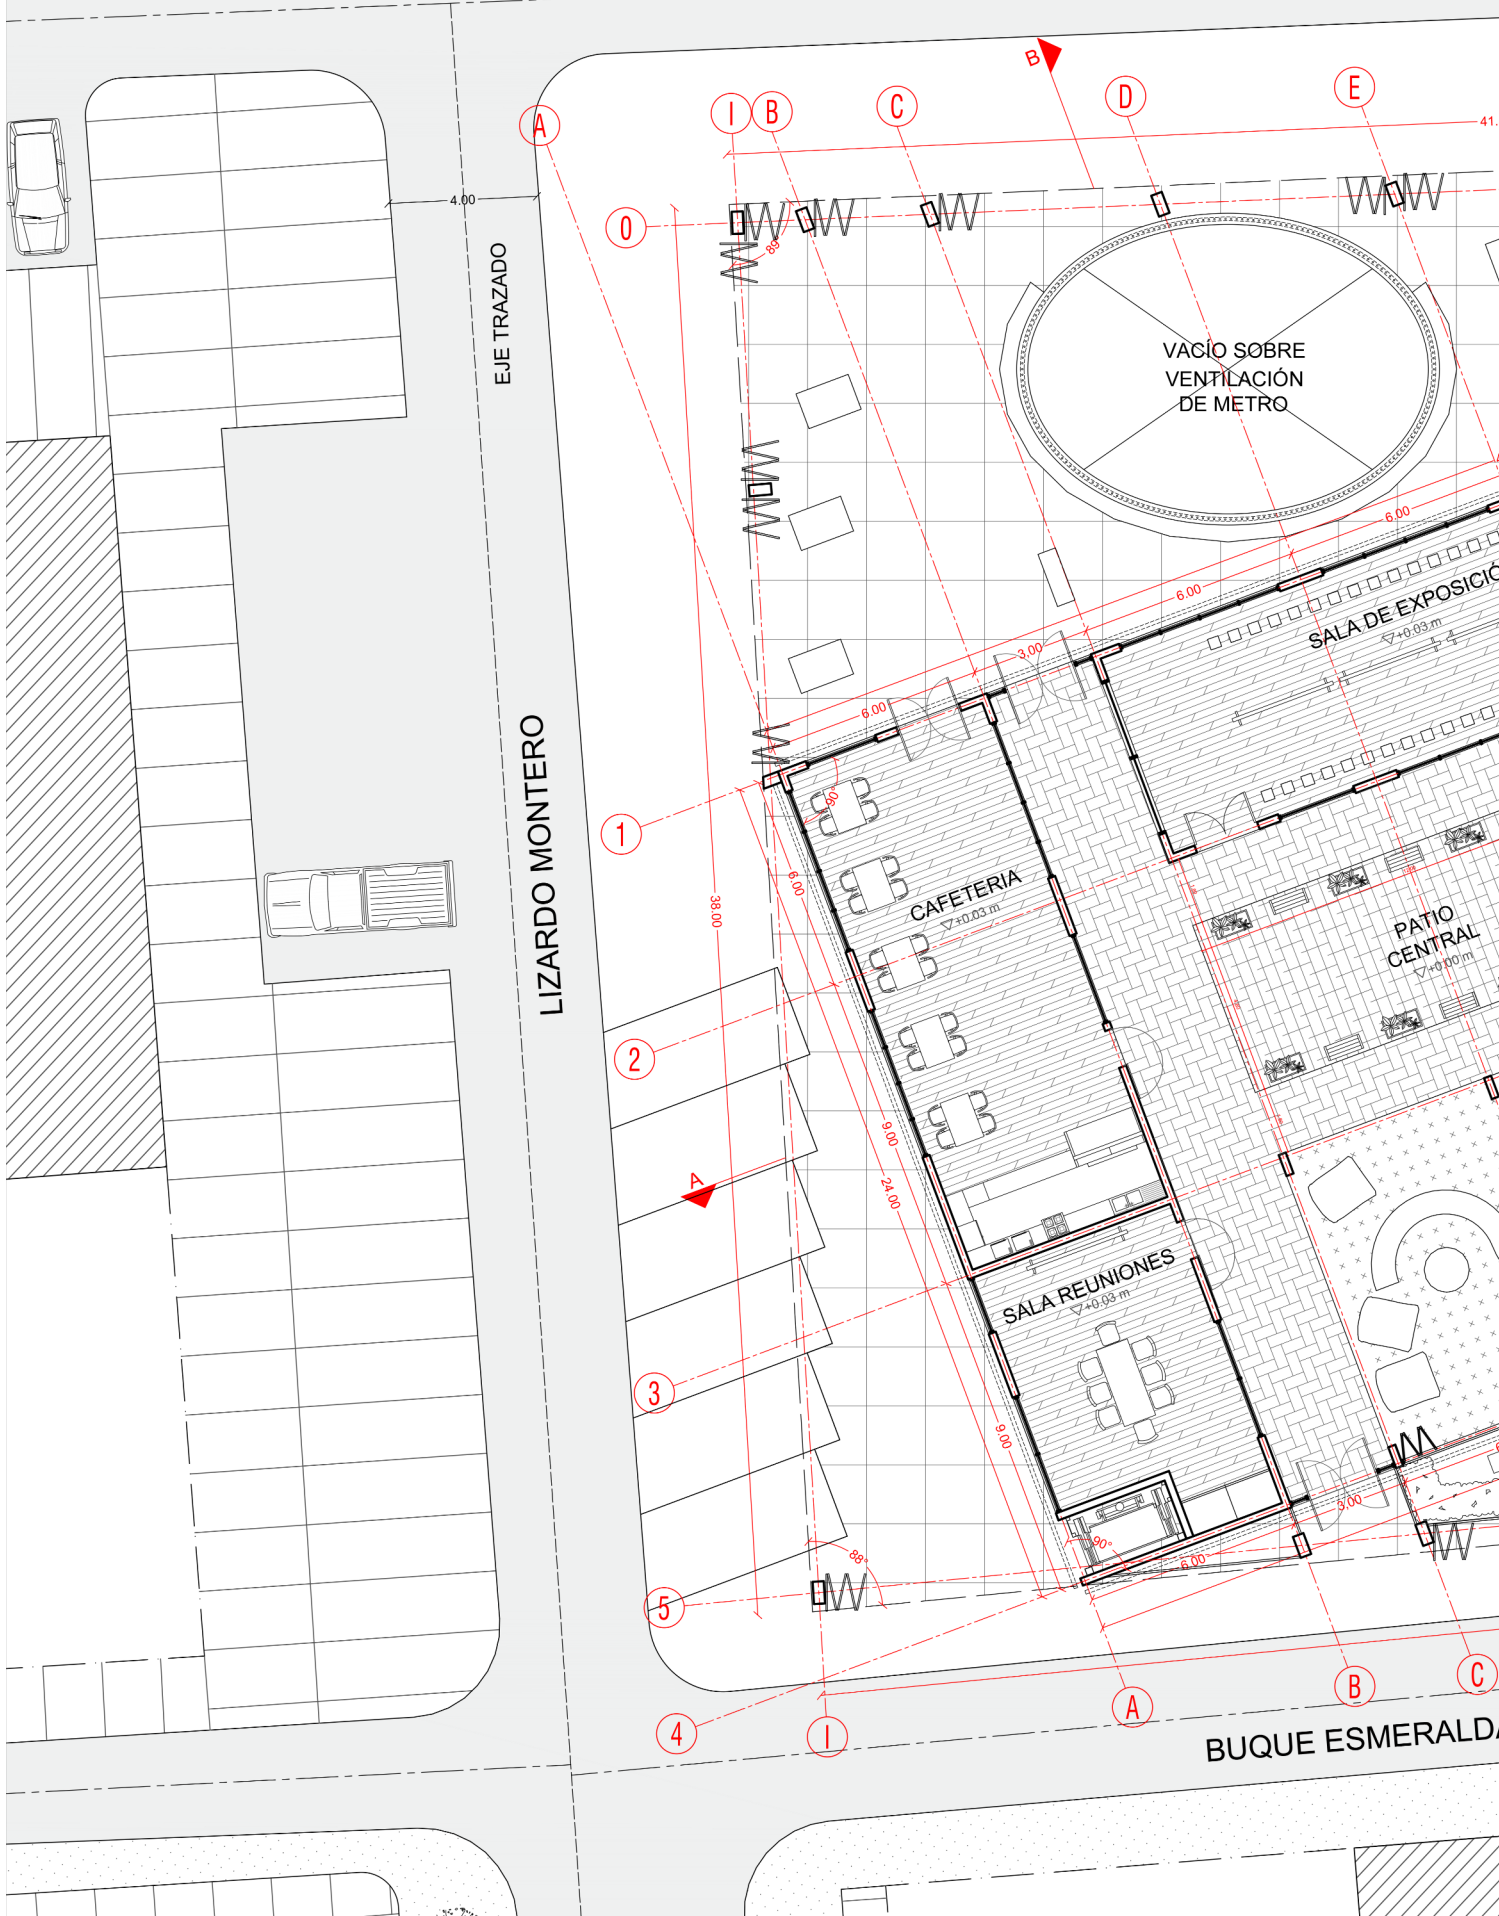 B
A
I
B
C
D
E
41.
4.00
0
89°
EJE TRAZADO
VACÍO SOBRE
VENTILACIÓN
DE METRO
6.00
6.00
3.00
6.00
SALA DE EXPOSICIÓ
+0.03 m
1
90°
LIZARDO MONTERO
38.00
6.00
CAFETERIA
+0.03 m
PATIO
CENTRAL
+0.00 m
2
9.00
24.00
A
SALA REUNIONES
+0.03 m
3
9.00
3.00
88°
90°
6.00
5
4
I
A
B
C
BUQUE ESMERALDA